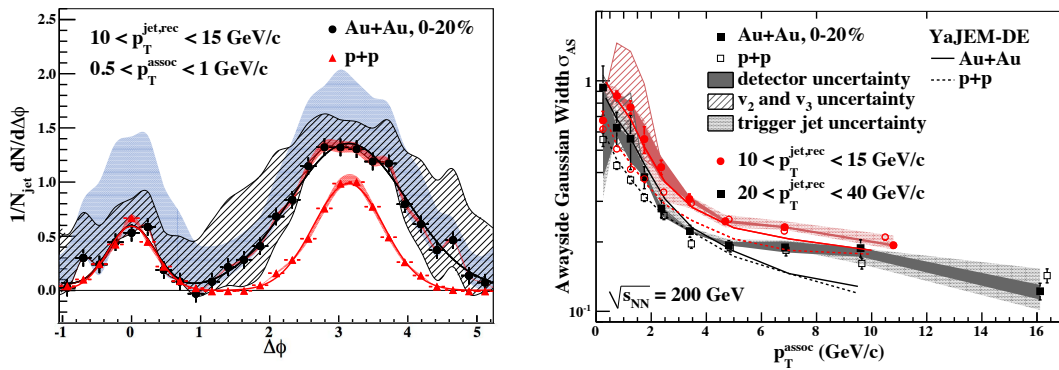 1/N_jet dN/dΔϕ
2.5
2.0
1.5
1.0
0.5
0.0
10 < p_T^jet,rec < 15 GeV/c
0.5 < p_T^assoc < 1 GeV/c
Au+Au, 0-20%
p+p
-1 0 1 2 3 4 5
Δϕ
Awayside Gaussian Width σ_AS
1
10^-1
Au+Au, 0-20%
p+p
detector uncertainty
v_2 and v_3 uncertainty
trigger jet uncertainty
10 < p_T^jet,rec < 15 GeV/c
20 < p_T^jet,rec < 40 GeV/c
YaJEM-DE
Au+Au
p+p
√s_NN = 200 GeV
0 2 4 6 8 10 12 14 16
p_T^assoc (GeV/c)